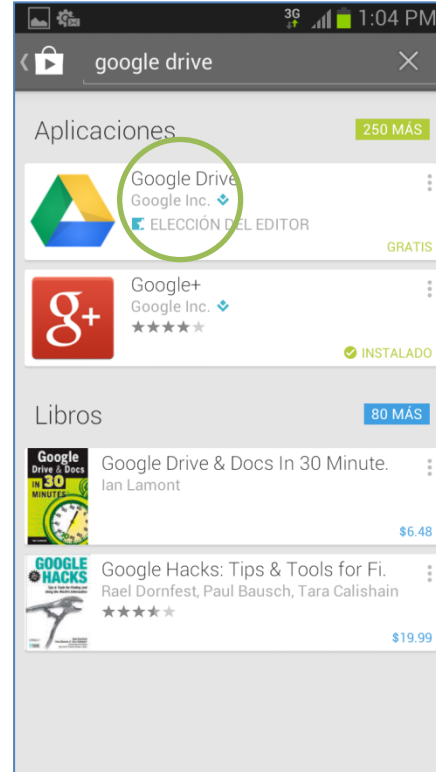 3G 1:04 PM
google drive
Aplicaciones 250 MÁS
Google Drive
Google Inc.
ELECCIÓN DEL EDITOR
GRATIS
g+
Google+
Google Inc.
INSTALADO
Libros 80 MÁS
Google
Drive & Docs
IN 30
MINUTES
Google Drive & Docs In 30 Minute.
Ian Lamont
$6.48
GOOGLE
HACKS
Google Hacks: Tips & Tools for Fi.
Rael Dornfest, Paul Bausch, Tara Calishain
$19.99